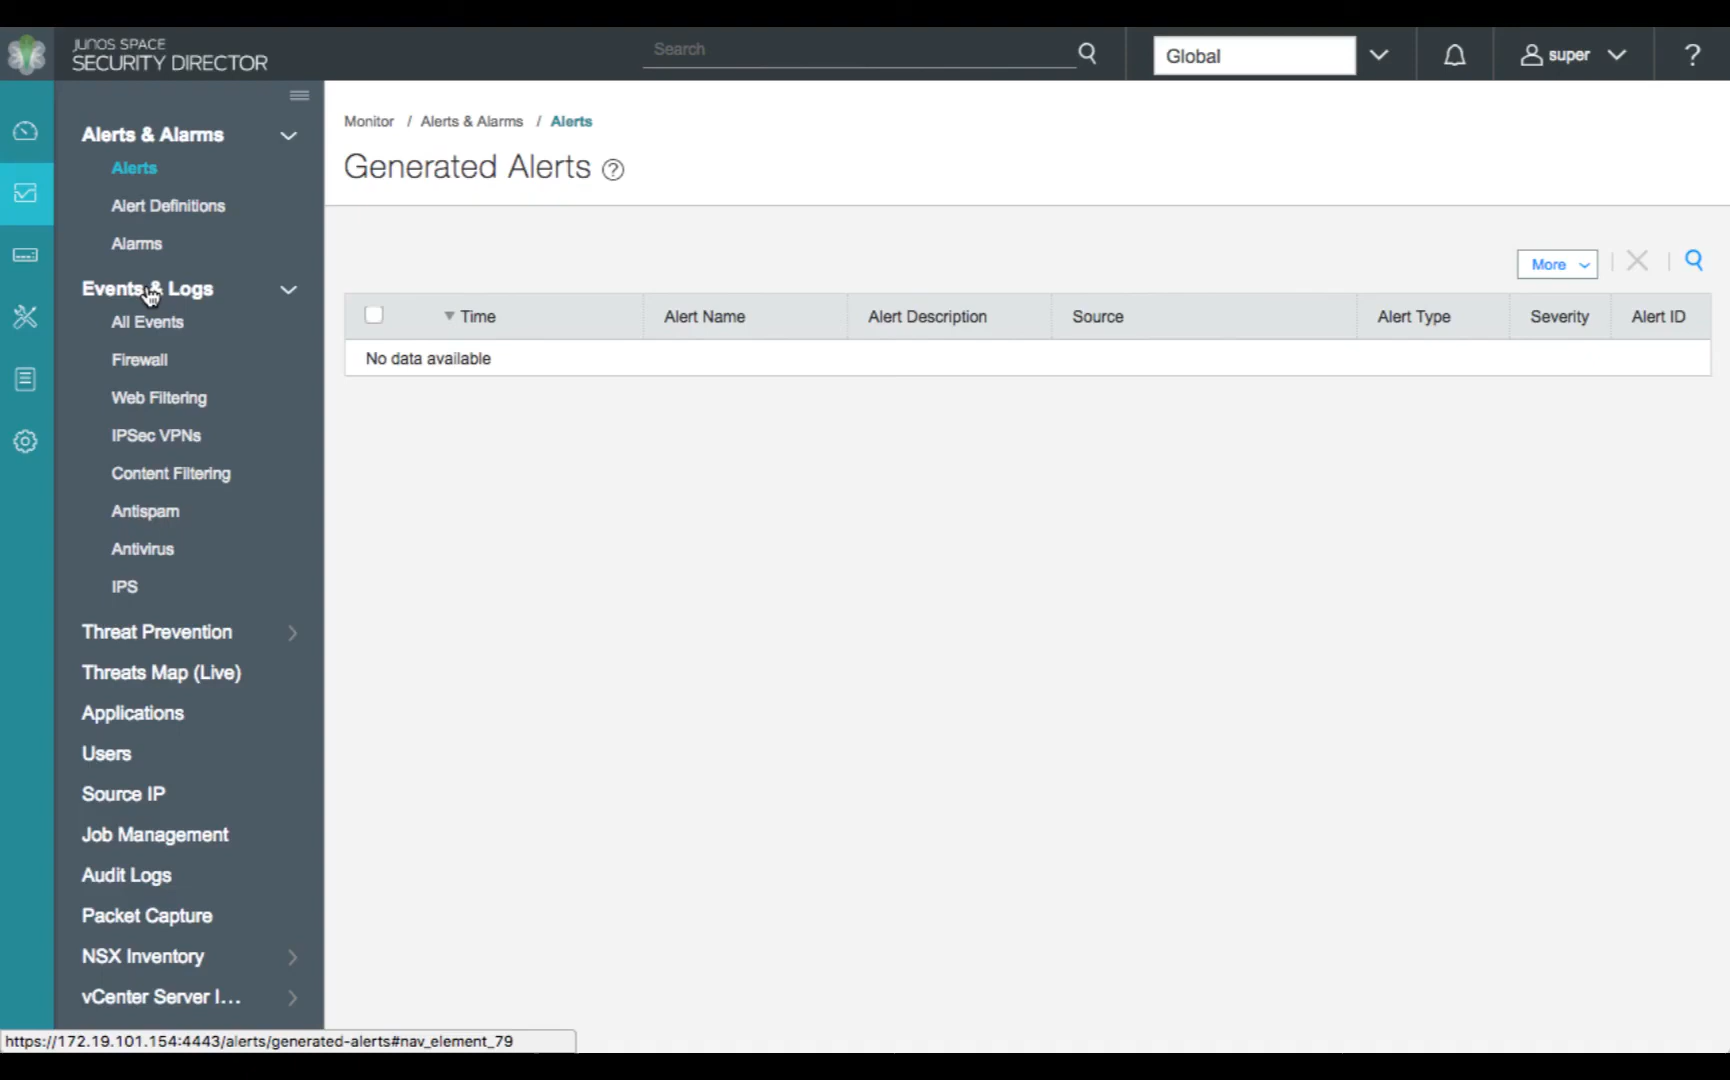 JUNOS SPACE
SECURITY DIRECTOR
Search
Global
super
?
Alerts & Alarms
Alerts
Alert Definitions
Alarms
Events & Logs
All Events
Firewall
Web Filtering
IPSec VPNs
Content Filtering
Antispam
Antivirus
IPS
Threat Prevention
Threats Map (Live)
Applications
Users
Source IP
Job Management
Audit Logs
Packet Capture
NSX Inventory
vCenter Server I...
Monitor / Alerts & Alarms / Alerts
Generated Alerts ?
More
Time Alert Name Alert Description Source Alert Type Severity Alert ID
No data available
https://172.19.101.154:4443/alerts/generated-alerts#nav_element_79